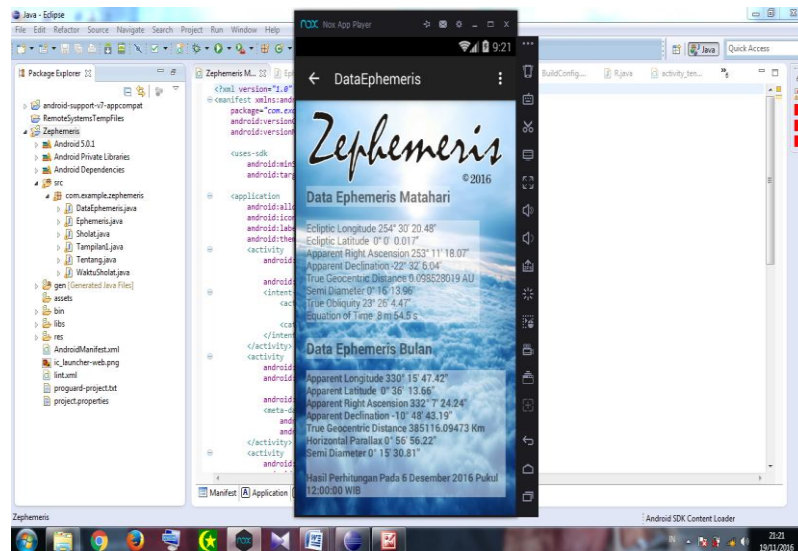 Java - Eclipse
File Edit Refactor Source Navigate Search Project Run Window Help
Nox App Player
9:21
Java
Quick Access
Package Explorer
Zephemeris M...
BuildConfig....
R.java
activity_ten...
android-support-v7-appcompat
RemoteSystemsTempFiles
Zephemeris
Android 5.0.1
Android Private Libraries
Android Dependencies
src
com.example.zephemeris
DataEphemeris.java
Ephemeris.java
Sholat.java
Tampilan1.java
Tentang.java
WaktuSholat.java
gen [Generated Java Files]
assets
bin
libs
res
AndroidManifest.xml
ic_launcher-web.png
lint.xml
proguard-project.txt
project.properties
<?xml version="1.0"
<manifest xmlns:andr
package="com.exa
android:versionC
android:versionN
<uses-sdk
android:minS
android:targ
<application
android:allo
android:icon
android:labe
android:them
<activity
android:
android:
<intent-
<act
<cat
</intent
</activity>
<activity
android:
android:
<meta-da
and
and
</activity>
<activity
android:
Manifest
Application
DataEphemeris
Zephemeris
©2016
Data Ephemeris Matahari
Ecliptic Longitude 254° 30' 20.48"
Ecliptic Latitude 0° 0' 0.017"
Apparent Right Ascension 253° 11' 18.07"
Apparent Declination -22° 32' 6.04"
True Geocentric Distance 0.098528019 AU
Semi Diameter 0° 16' 13.96"
True Obliquity 23° 26' 4.47"
Equation of Time 8 m 54.5 s
Data Ephemeris Bulan
Apparent Longitude 330° 15' 47.42"
Apparent Latitude 0° 36' 13.66"
Apparent Right Ascension 332° 7' 24.24"
Apparent Declination -10° 48' 43.19"
True Geocentric Distance 385116.09473 Km
Horizontal Parallax 0° 56' 56.22"
Semi Diameter 0° 15' 30.81"
Hasil Perhitungan Pada 6 Desember 2016 Pukul
12:00:00 WIB
Zephemeris
Android SDK Content Loader
IN
21:21
19/11/2016